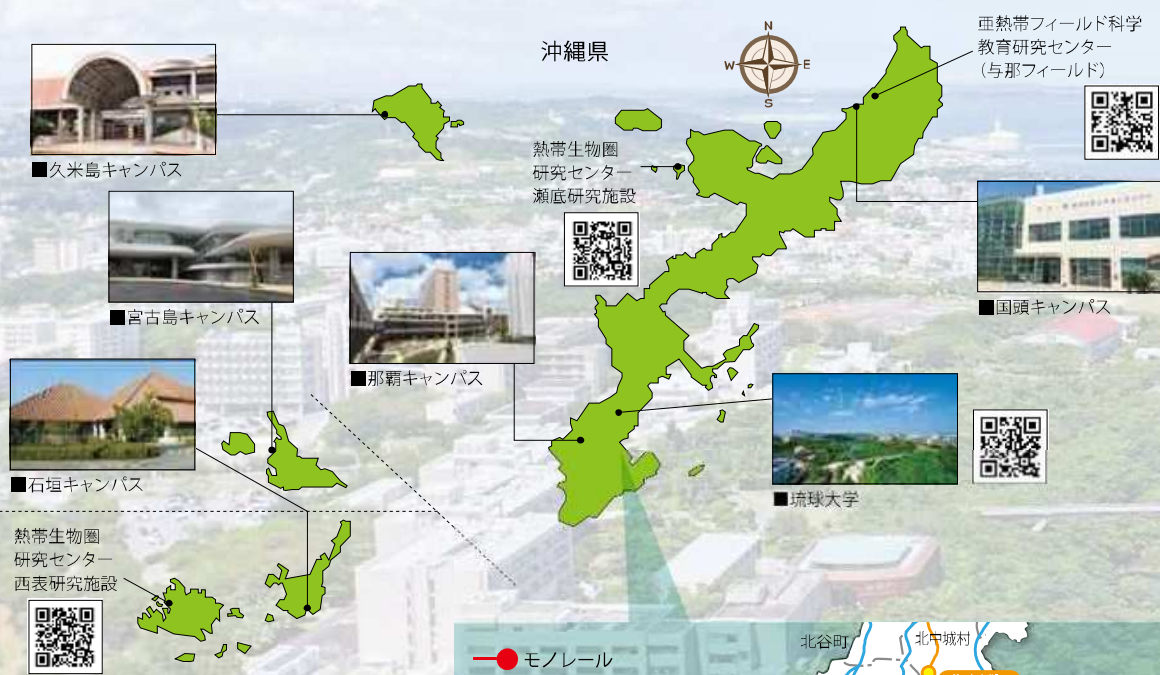 沖縄県
N
W E
S
亜熱帯フィールド科学
教育研究センター
（与那フィールド）
■久米島キャンパス
熱帯生物圏
研究センター
瀬底研究施設
■宮古島キャンパス
■国頭キャンパス
■那覇キャンパス
■石垣キャンパス
■琉球大学
熱帯生物圏
研究センター
西表研究施設
モノレール
北谷町
北中城村